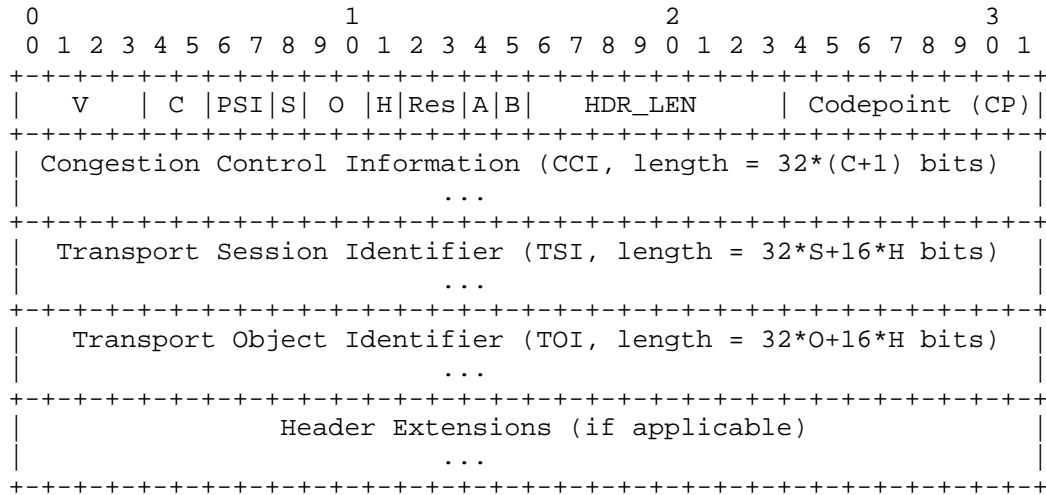 0                   1                   2                   3
 0 1 2 3 4 5 6 7 8 9 0 1 2 3 4 5 6 7 8 9 0 1 2 3 4 5 6 7 8 9 0 1
+-+-+-+-+-+-+-+-+-+-+-+-+-+-+-+-+-+-+-+-+-+-+-+-+-+-+-+-+-+-+-+-+
|   V   | C |PSI|S| O |H|Res|A|B|   HDR_LEN     | Codepoint (CP)|
+-+-+-+-+-+-+-+-+-+-+-+-+-+-+-+-+-+-+-+-+-+-+-+-+-+-+-+-+-+-+-+-+
| Congestion Control Information (CCI, length = 32*(C+1) bits)  |
|                          ...                                  |
+-+-+-+-+-+-+-+-+-+-+-+-+-+-+-+-+-+-+-+-+-+-+-+-+-+-+-+-+-+-+-+-+
|  Transport Session Identifier (TSI, length = 32*S+16*H bits)  |
|                          ...                                  |
+-+-+-+-+-+-+-+-+-+-+-+-+-+-+-+-+-+-+-+-+-+-+-+-+-+-+-+-+-+-+-+-+
|   Transport Object Identifier (TOI, length = 32*O+16*H bits)  |
|                          ...                                  |
+-+-+-+-+-+-+-+-+-+-+-+-+-+-+-+-+-+-+-+-+-+-+-+-+-+-+-+-+-+-+-+-+
|                Header Extensions (if applicable)              |
|                          ...                                  |
+-+-+-+-+-+-+-+-+-+-+-+-+-+-+-+-+-+-+-+-+-+-+-+-+-+-+-+-+-+-+-+-+